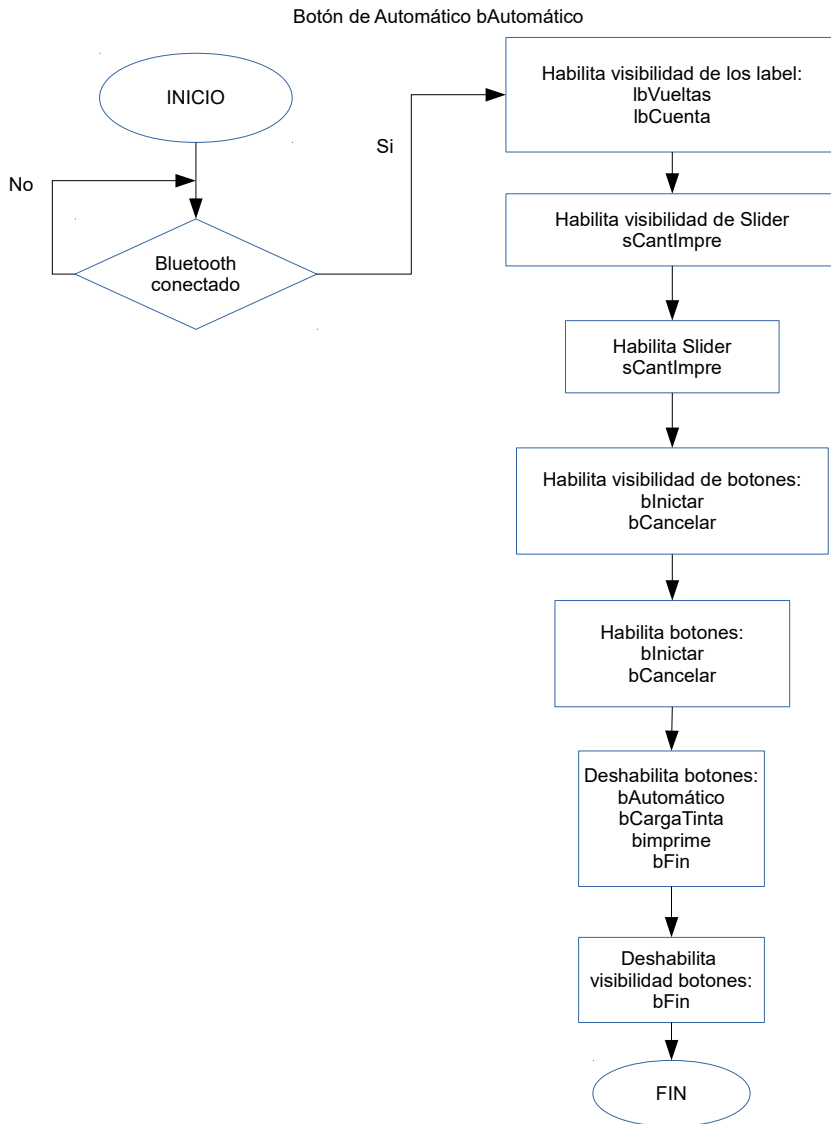 Botón de Automático bAutomático
INICIO
No
Bluetooth
conectado
Si
Habilita visibilidad de los label:
lbVueltas
lbCuenta
Habilita visibilidad de Slider
sCantImpre
Habilita Slider
sCantImpre
Habilita visibilidad de botones:
bInictar
bCancelar
Habilita botones:
bInictar
bCancelar
Deshabilita botones:
bAutomático
bCargaTinta
bimprime
bFin
Deshabilita
visibilidad botones:
bFin
FIN